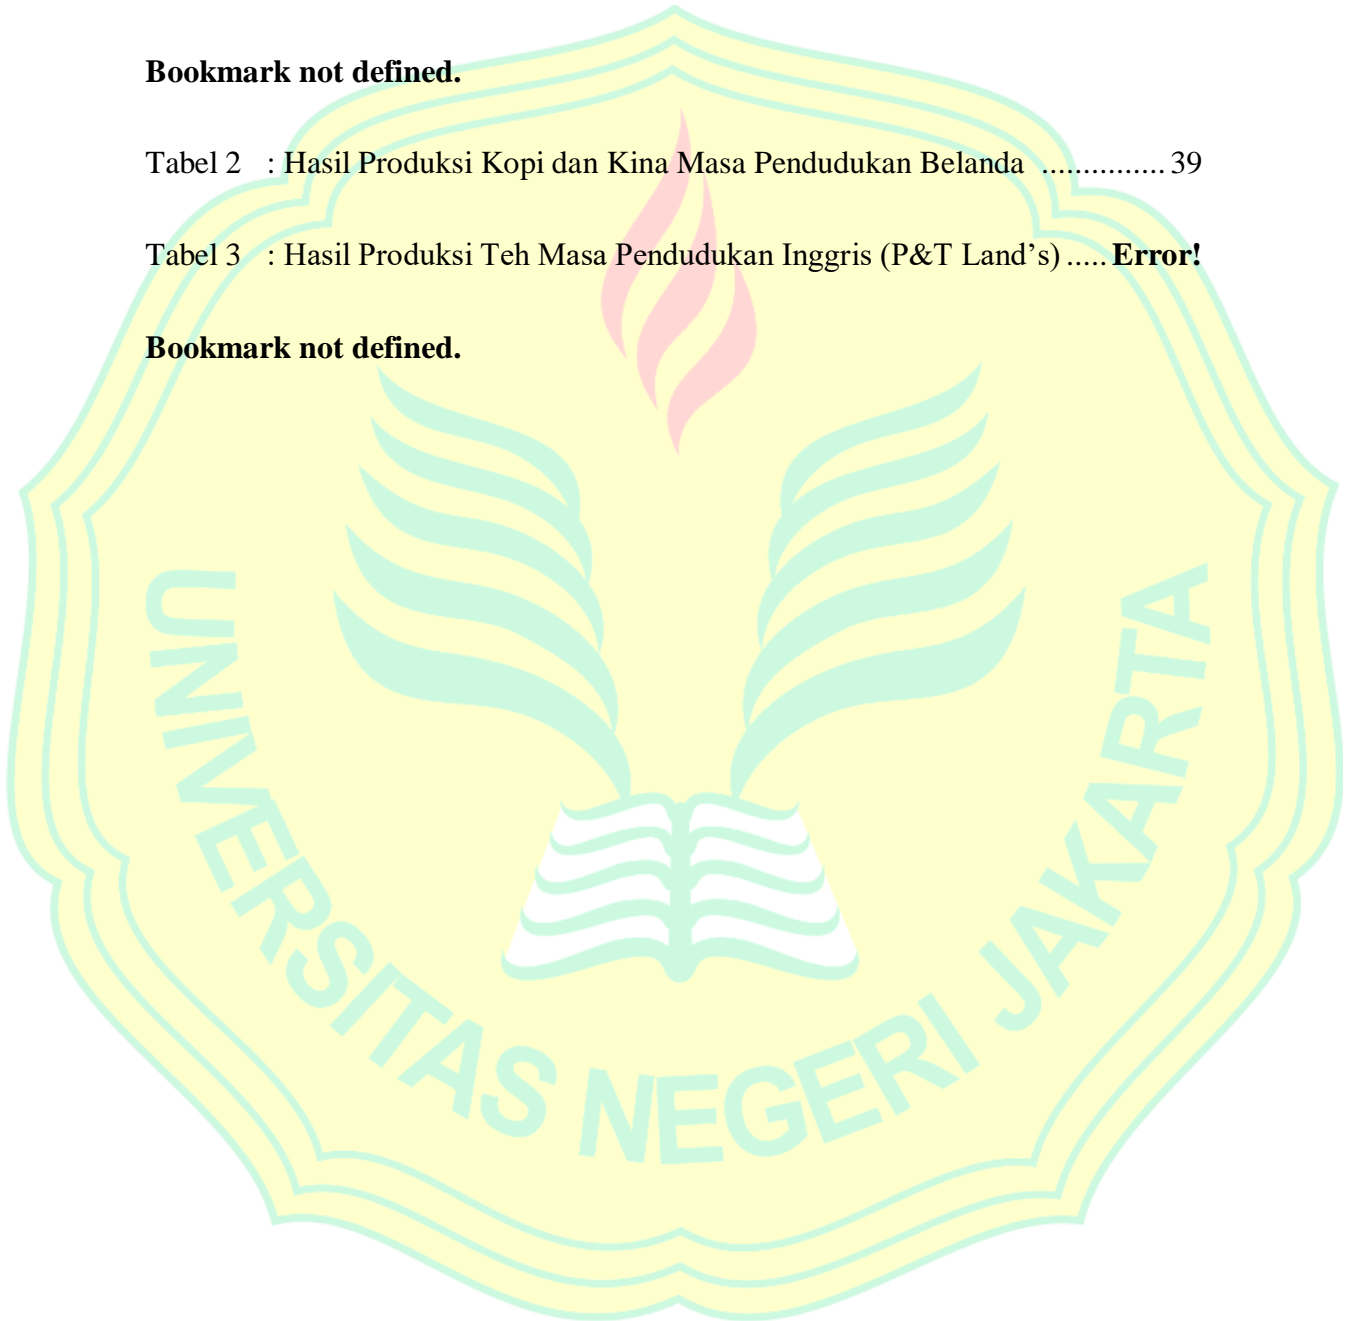 Bookmark not defined.
Tabel 2 : Hasil Produksi Kopi dan Kina Masa Pendudukan Belanda ............... 39
Tabel 3 : Hasil Produksi Teh Masa Pendudukan Inggris (P&T Land’s) ..... Error!
Bookmark not defined.
UNIVERSITAS NEGERI JAKARTA